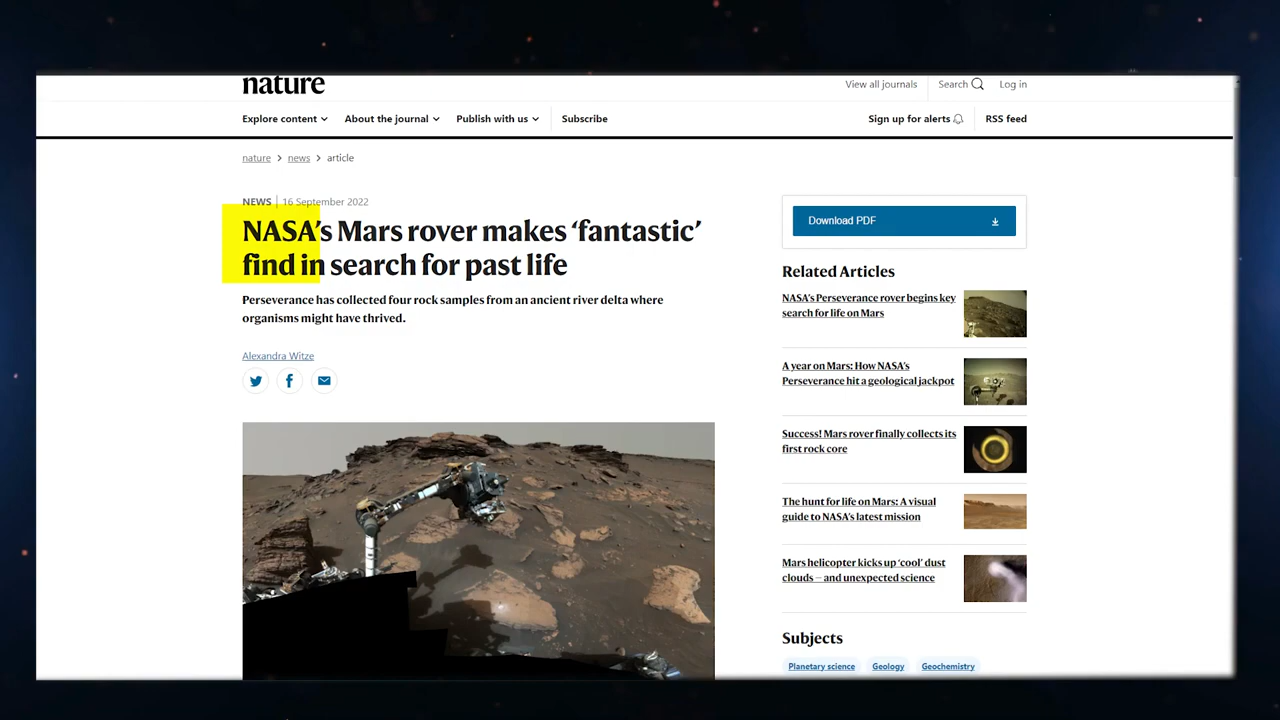 nature
View all journals
Search
Log in
Explore content
About the journal
Publish with us
Subscribe
Sign up for alerts
RSS feed
nature > news > article
NEWS | 16 September 2022
NASA's Mars rover makes ‘fantastic’
find in search for past life
Perseverance has collected four rock samples from an ancient river delta where
organisms might have thrived.
Alexandra Witze
Download PDF
Related Articles
NASA’s Perseverance rover begins key
search for life on Mars
A year on Mars: How NASA’s
Perseverance hit a geological jackpot
Success! Mars rover finally collects its
first rock core
The hunt for life on Mars: A visual
guide to NASA’s latest mission
Mars helicopter kicks up ‘cool’ dust
clouds — and unexpected science
Subjects
Planetary science
Geology
Geochemistry